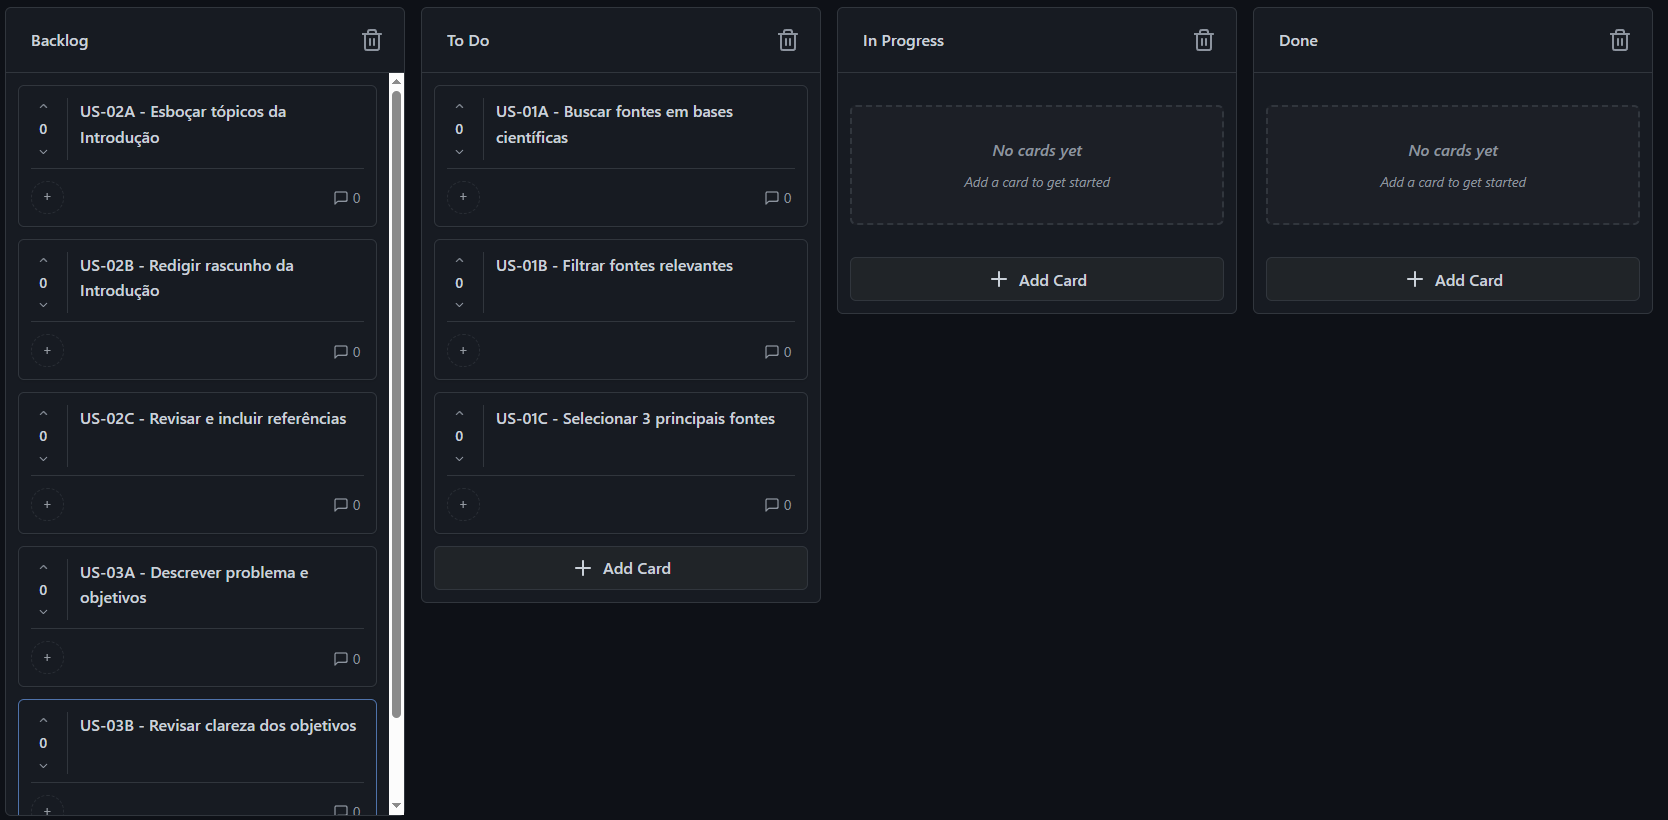 Backlog
0
US-02A - Esboçar tópicos da
Introdução
+
0
0
US-02B - Redigir rascunho da
Introdução
+
0
0
US-02C - Revisar e incluir referências
+
0
0
US-03A - Descrever problema e
objetivos
+
0
0
US-03B - Revisar clareza dos objetivos
+
0
To Do
0
US-01A - Buscar fontes em bases
científicas
+
0
0
US-01B - Filtrar fontes relevantes
+
0
0
US-01C - Selecionar 3 principais fontes
+
0
+ Add Card
In Progress
No cards yet
Add a card to get started
+ Add Card
Done
No cards yet
Add a card to get started
+ Add Card